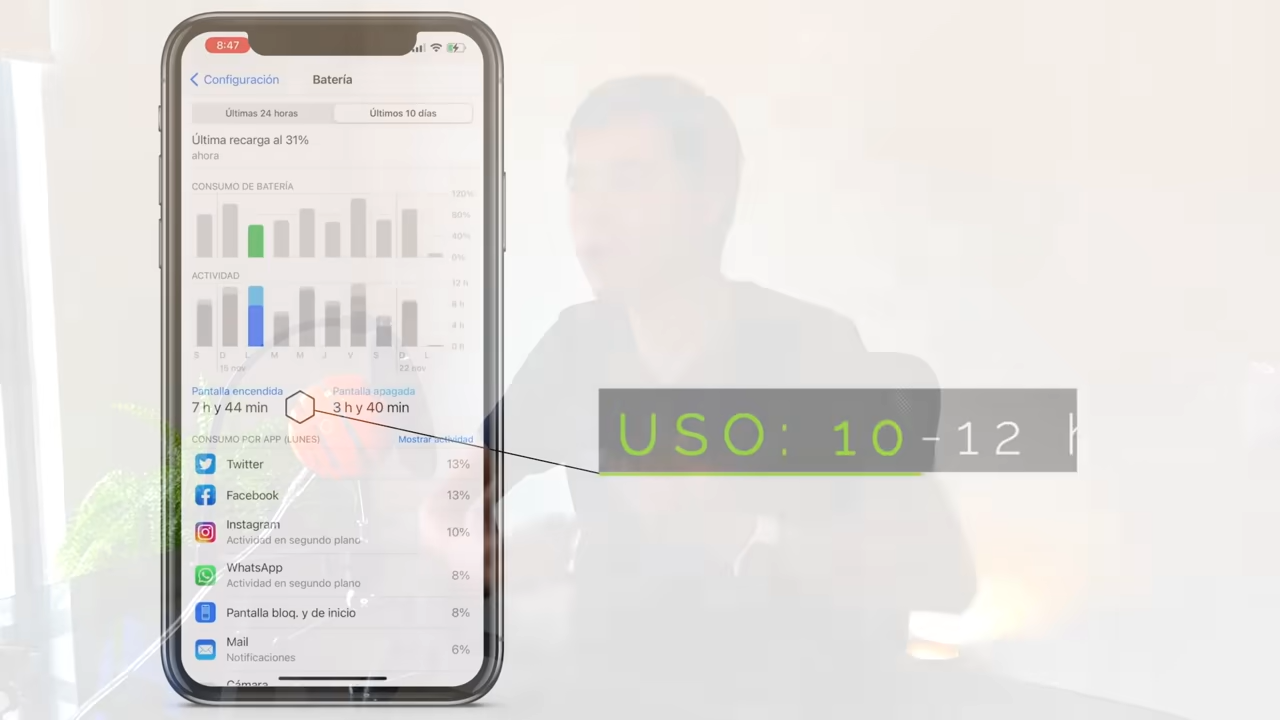 8:47
Configuración
Batería
Últimas 24 horas
Últimos 10 días
Última recarga al 31%
ahora
CONSUMO DE BATERÍA
120%
80%
40%
0%
ACTIVIDAD
12 h
8 h
4 h
0 h
S D L M M J V S D L
15 nov
22 nov
Pantalla encendida
7 h y 44 min
Pantalla apagada
3 h y 40 min
CONSUMO POR APP (LUNES)
Mostrar actividad
Twitter
13%
Facebook
13%
Instagram
Actividad en segundo plano
10%
WhatsApp
Actividad en segundo plano
8%
Pantalla bloq. y de inicio
8%
Mail
Notificaciones
6%
Cámara
USO: 10-12 h